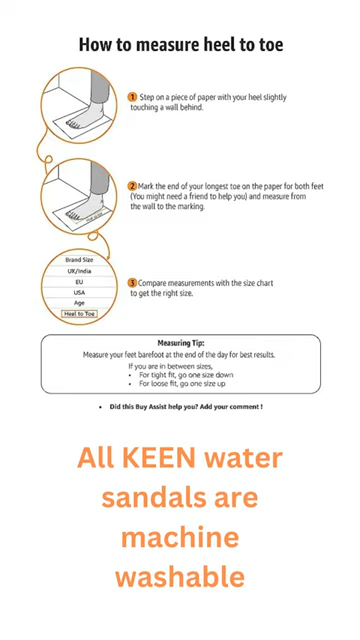 How to measure heel to toe
1 Step on a piece of paper with your heel slightly
touching a wall behind.
2 Mark the end of your longest toe on the paper for both feet
(You might need a friend to help you) and measure from
the wall to the marking.
Brand Size
UK/India
EU
USA
Age
Heel to Toe
3 Compare measurements with the size chart
to get the right size.
Measuring Tip:
Measure your feet barefoot at the end of the day for best results.
If you are in between sizes,
• For tight fit, go one size down
• For loose fit, go one size up
• Did this Buy Assist help you? Add your comment !
All KEEN water
sandals are
machine
washable